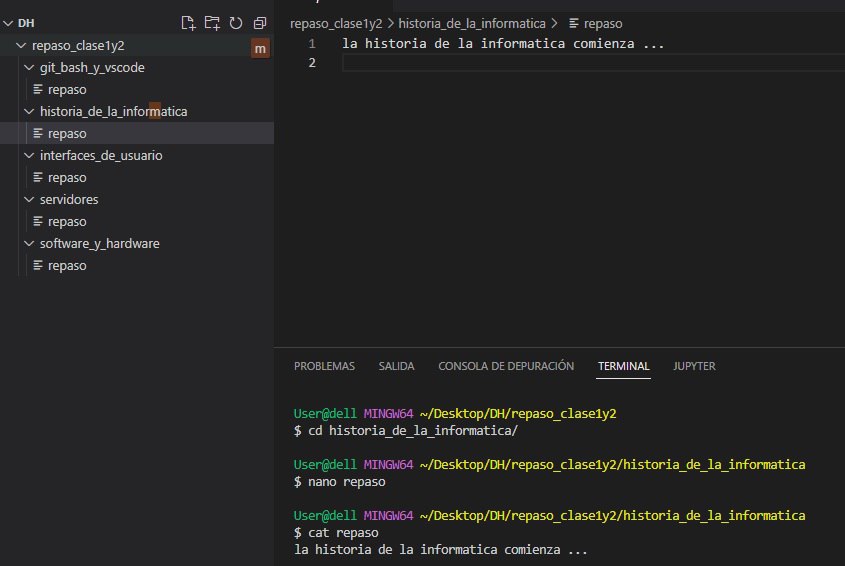 DH
repaso_clase1y2
m
git_bash_y_vscode
repaso
historia_de_la_informatica
repaso
interfaces_de_usuario
repaso
servidores
repaso
software_y_hardware
repaso
repaso_clase1y2 > historia_de_la_informatica > repaso
1 la historia de la informatica comienza ...
2
PROBLEMAS SALIDA CONSOLA DE DEPURACIÓN TERMINAL JUPYTER
User@dell MINGW64 ~/Desktop/DH/repaso_clase1y2
$ cd historia_de_la_informatica/
User@dell MINGW64 ~/Desktop/DH/repaso_clase1y2/historia_de_la_informatica
$ nano repaso
User@dell MINGW64 ~/Desktop/DH/repaso_clase1y2/historia_de_la_informatica
$ cat repaso
la historia de la informatica comienza ...